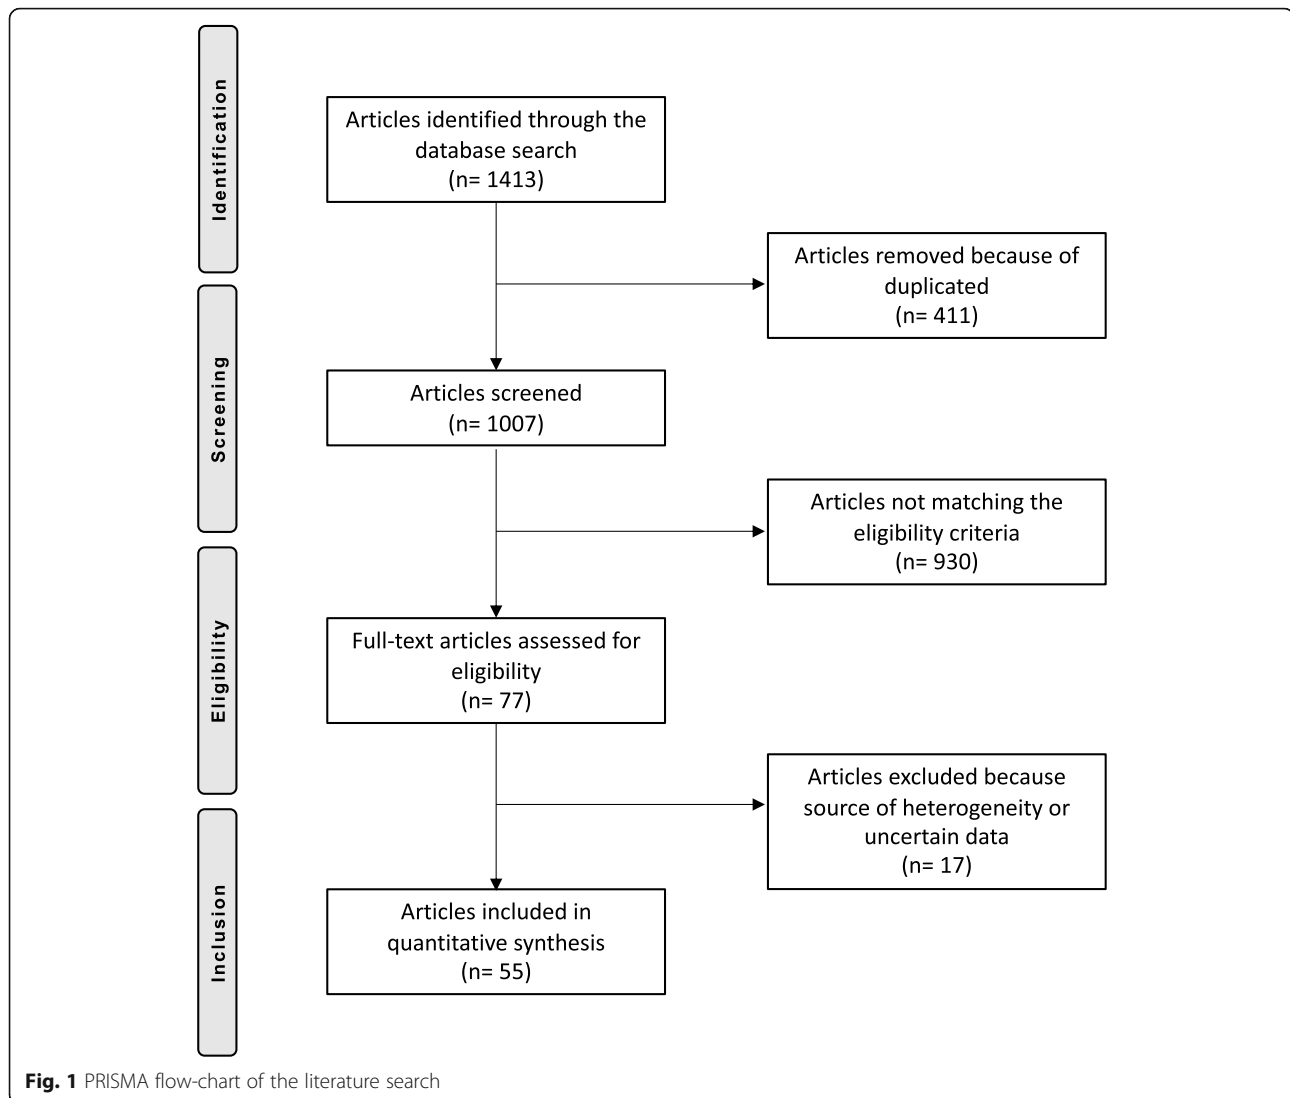 Identification
Articles identified through the
database search
(n= 1413)
Articles removed because of
duplicated
(n= 411)
Screening
Articles screened
(n= 1007)
Articles not matching the
eligibility criteria
(n= 930)
Eligibility
Full-text articles assessed for
eligibility
(n= 77)
Articles excluded because
source of heterogeneity or
uncertain data
(n= 17)
Inclusion
Articles included in
quantitative synthesis
(n= 55)
Fig. 1 PRISMA flow-chart of the literature search